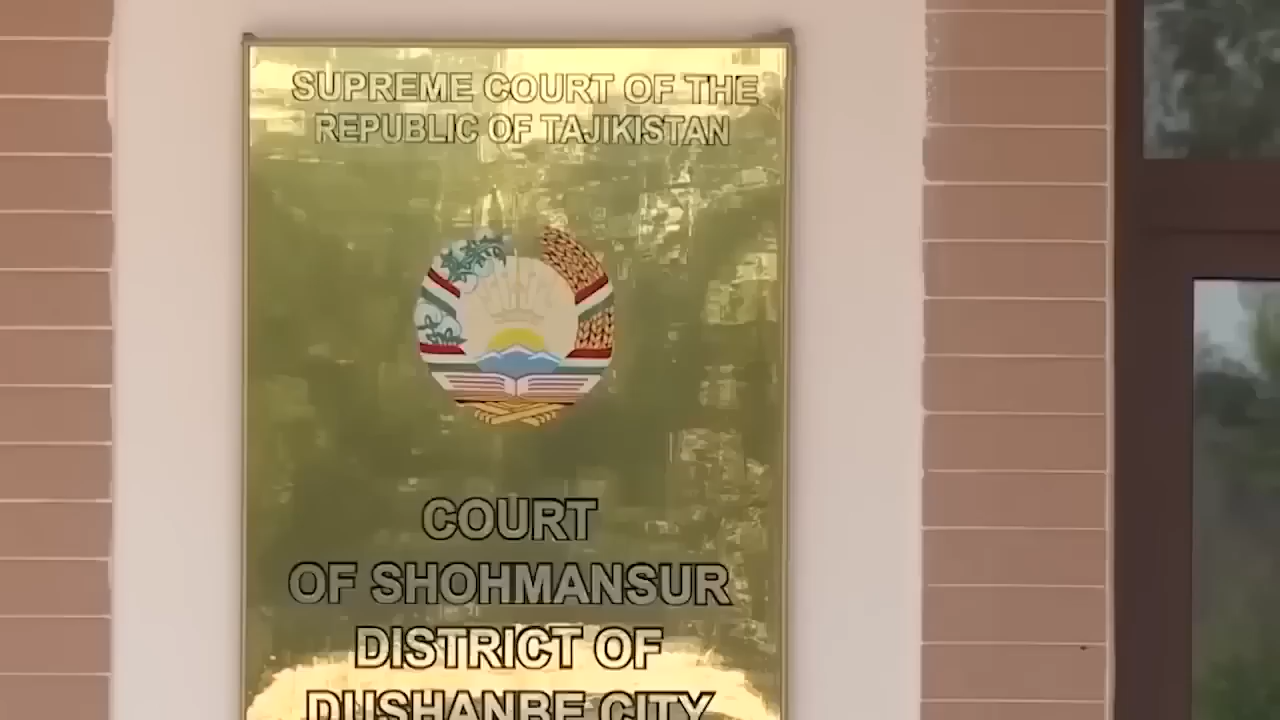 SUPREME COURT OF THE
REPUBLIC OF TAJIKISTAN
COURT
OF SHOHMANSUR
DISTRICT OF
DUSHANBE CITY